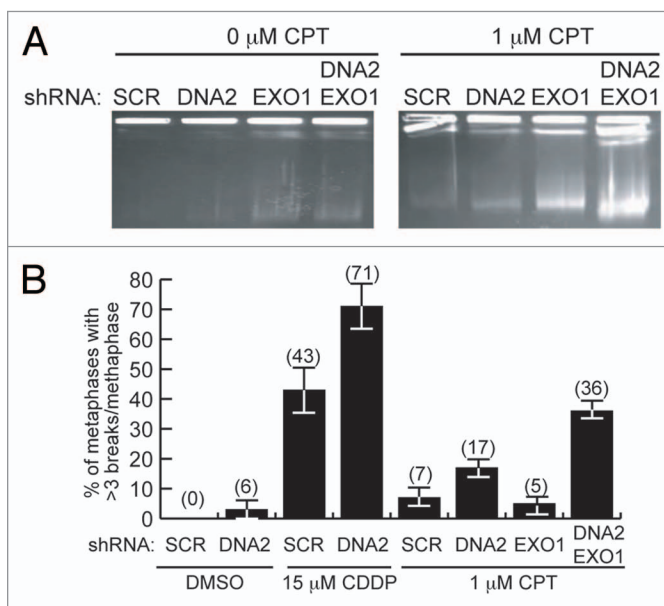 A
0 µM CPT
1 µM CPT
shRNA: SCR DNA2 EXO1 DNA2 EXO1
SCR DNA2 EXO1 DNA2 EXO1
B
% of metaphases with
>3 breaks/methaphase
80
70
60
50
40
30
20
10
0
(0) (6) (43) (71) (7) (17) (5) (36)
shRNA: SCR DNA2 SCR DNA2 SCR DNA2 EXO1 DNA2 EXO1
DMSO 15 µM CDDP 1 µM CPT